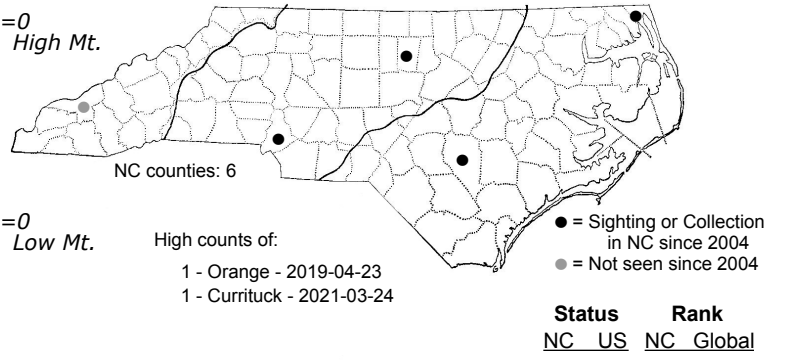 =0
High Mt.
NC counties: 6
=0
Low Mt.
High counts of:
1 - Orange - 2019-04-23
1 - Currituck - 2021-03-24
= Sighting or Collection
in NC since 2004
= Not seen since 2004
Status Rank
NC US NC Global